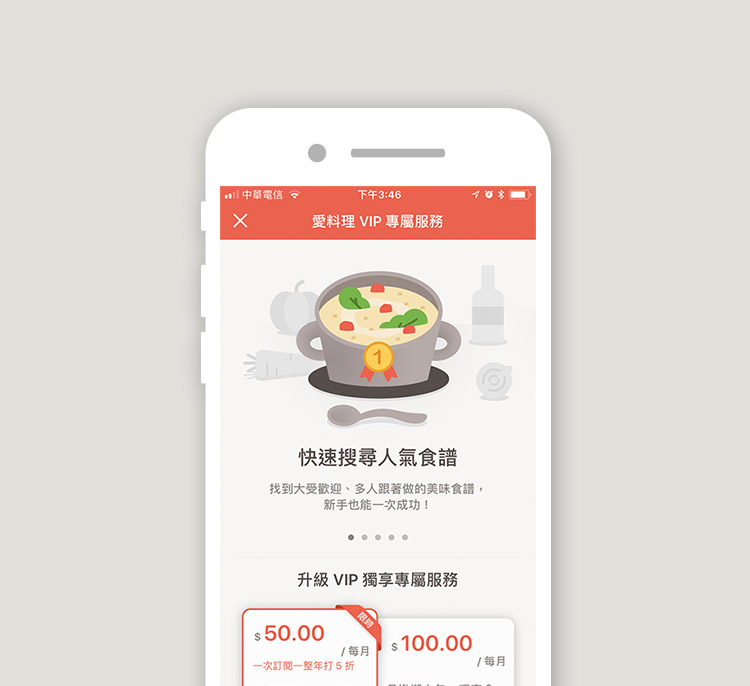 中華電信
下午3:46
愛料理 VIP 專屬服務
1
快速搜尋人氣食譜
找到大受歡迎、多人跟著做的美味食譜，
新手也能一次成功！
升級 VIP 獨享專屬服務
限時
$ 50.00
/ 每月
一次訂閱一整年打 5 折
$ 100.00
/ 每月